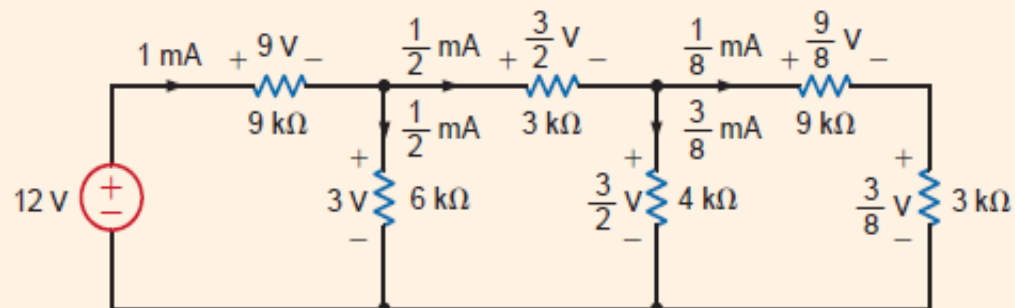 1 mA + 9 V − 1/2 mA + 3/2 V − 1/8 mA + 9/8 V −
9 kΩ 1/2 mA 3 kΩ 3/8 mA 9 kΩ
+ + + +
12 V 3 V 6 kΩ 3/2 V 4 kΩ 3/8 V 3 kΩ
− − − −